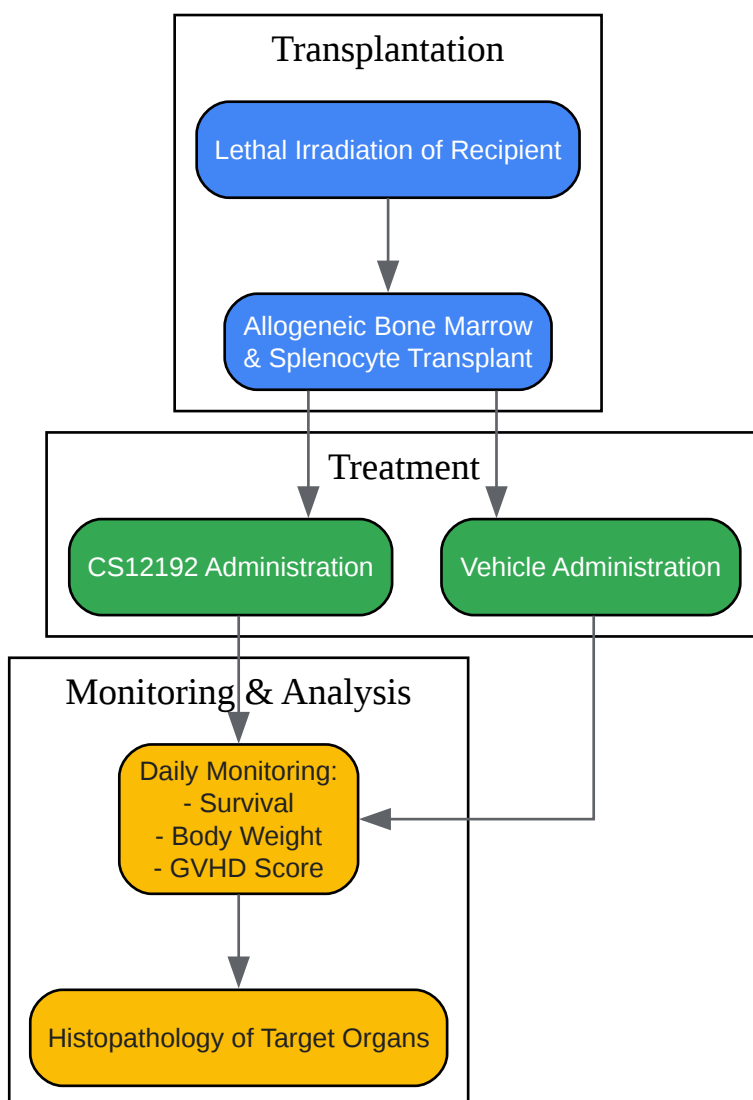 Transplantation
Lethal Irradiation of Recipient
Allogeneic Bone Marrow
& Splenocyte Transplant
Treatment
CS12192 Administration
Vehicle Administration
Monitoring & Analysis
Daily Monitoring:
- Survival
- Body Weight
- GVHD Score
Histopathology of Target Organs